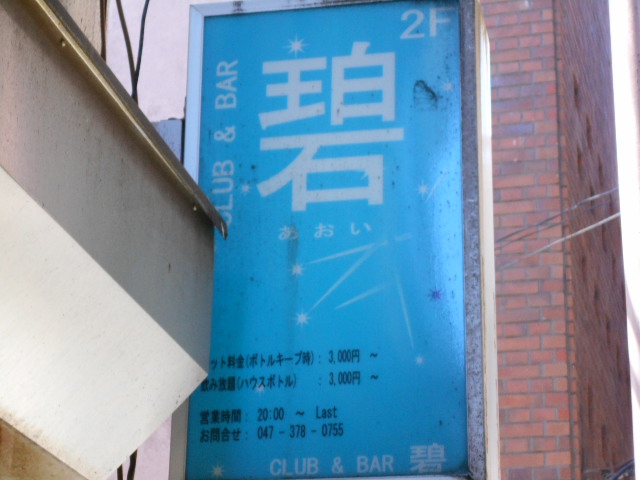 2F
CLUB & BAR
碧
あおい
ット料金(ボトルキープ時): 3,000円 ~
飲み放題(ハウスボトル) : 3,000円 ~
営業時間: 20:00 ~ Last
お問合せ: 047-378-0755
CLUB & BAR 碧